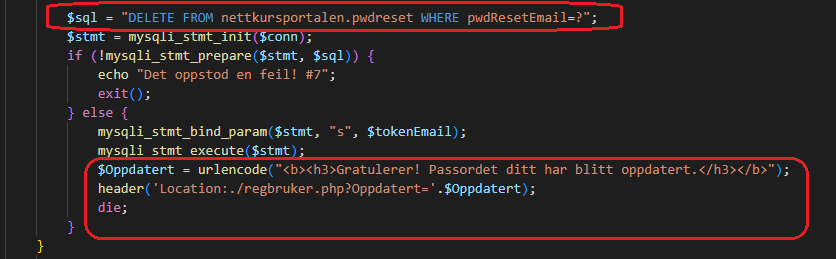 $sql = "DELETE FROM nettkursportalen.pwdreset WHERE pwdResetEmail=?";
$stmt = mysqli_stmt_init($conn);
if (!mysqli_stmt_prepare($stmt, $sql)) {
echo "Det oppstod en feil! #7";
exit();
} else {
mysqli_stmt_bind_param($stmt, "s", $tokenEmail);
mysqli_stmt_execute($stmt);
$Oppdatert = urlencode("<b><h3>Gratulerer! Passordet ditt har blitt oppdatert.</h3></b>");
header('Location:./regbruker.php?Oppdatert='.$Oppdatert);
die;
}
}